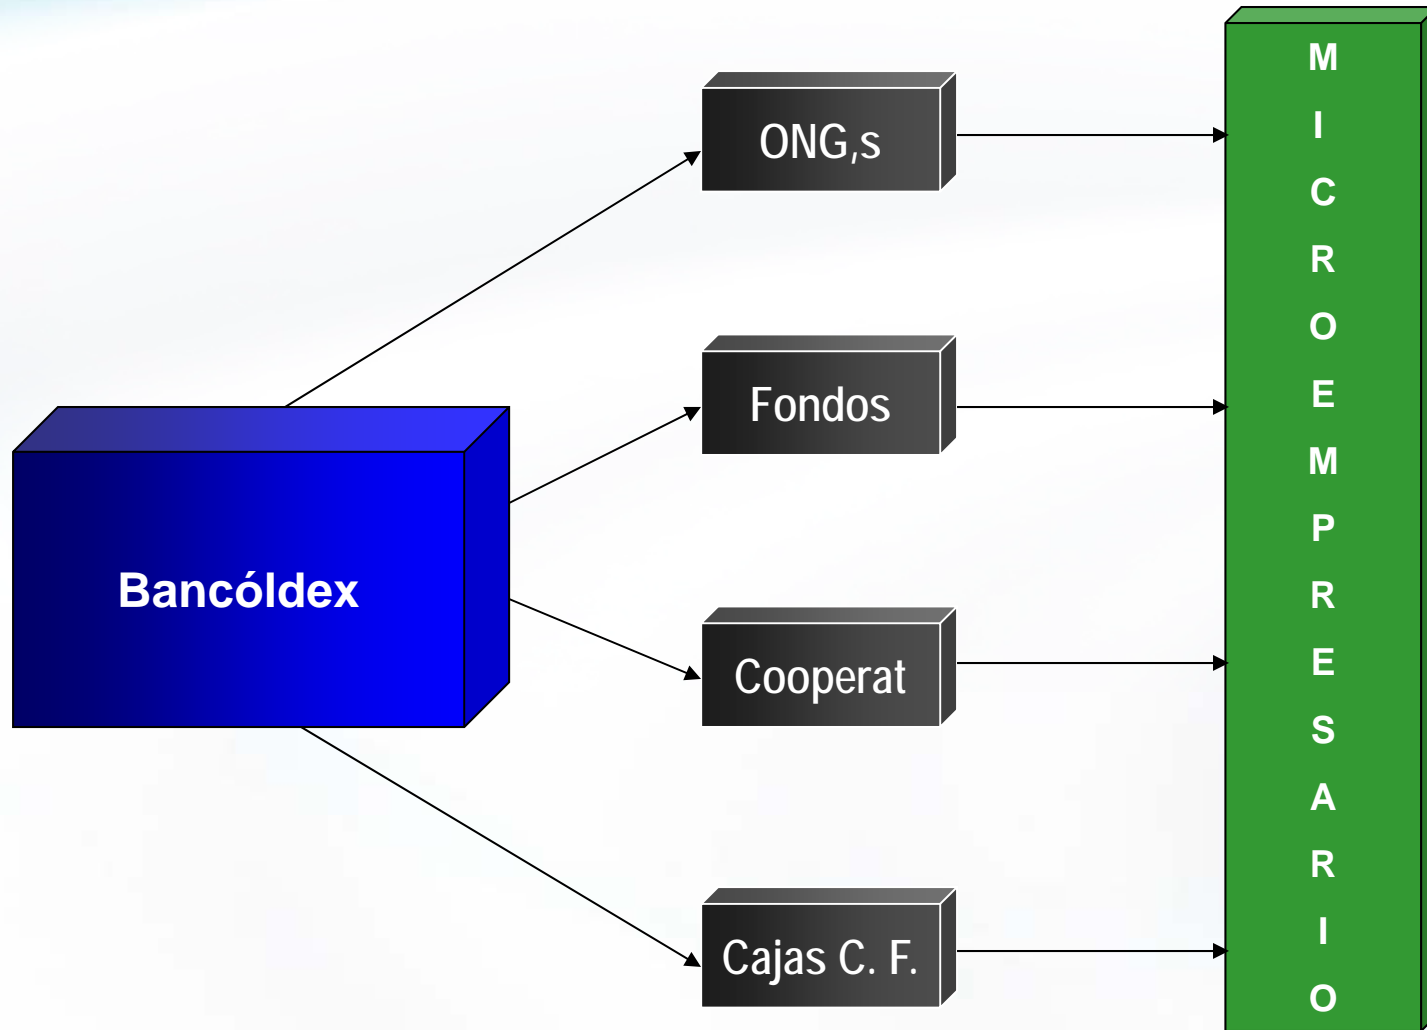 ONG,s
Fondos
Bancóldex
Cooperat
Cajas C. F.
M
I
C
R
O
E
M
P
R
E
S
A
R
I
O